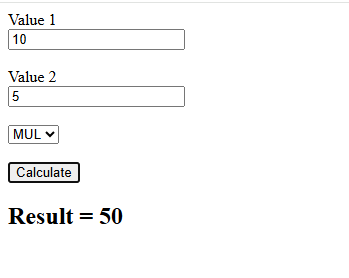 Value 1
10
Value 2
5
MUL
Calculate
Result = 50